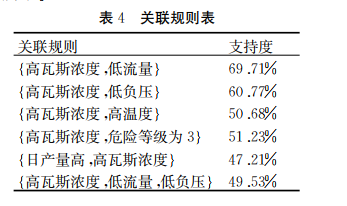 表 4 关联规则表
关联规则 支持度
{高瓦斯浓度,低流量} 69.71%
{高瓦斯浓度,低负压} 60.77%
{高瓦斯浓度,高温度} 50.68%
{高瓦斯浓度,危险等级为 3} 51.23%
{日产量高,高瓦斯浓度} 47.21%
{高瓦斯浓度,低流量,低负压} 49.53%